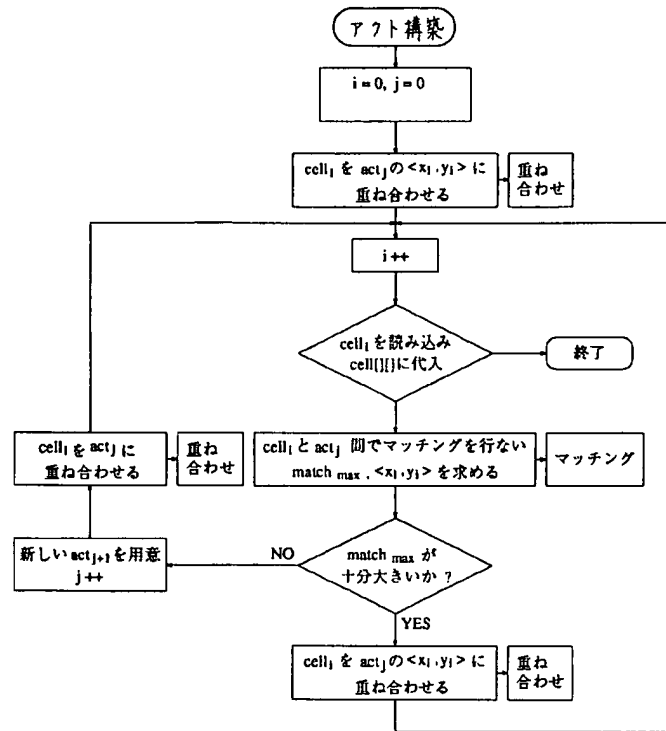 アクト構築
i = 0, j = 0
cell_i を act_j の <x_i, y_i> に
重ね合わせる
重ね
合わせ
i ++
cell_i を読み込み
cell[][]に代入
終了
cell_i と act_j 間でマッチングを行ない
match_max, <x_i, y_i> を求める
マッチング
cell_i を act_j に
重ね合わせる
重ね
合わせ
match_max が
十分大きいか ?
NO
新しい act_{j+1} を用意
j ++
YES
cell_i を act_j の <x_i, y_i> に
重ね合わせる
重ね
合わせ